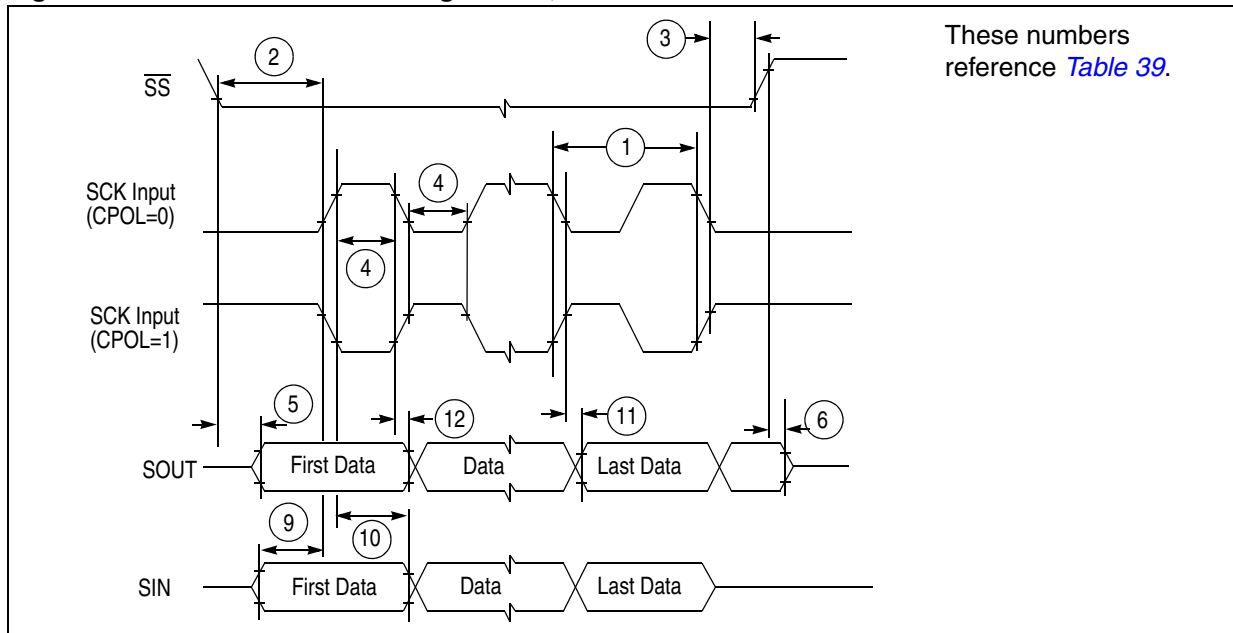 These numbers
reference Table 39.
3
2
SS
1
SCK Input
(CPOL=0)
4
4
SCK Input
(CPOL=1)
5
12
11
6
SOUT
First Data
Data
Last Data
9
10
SIN
First Data
Data
Last Data